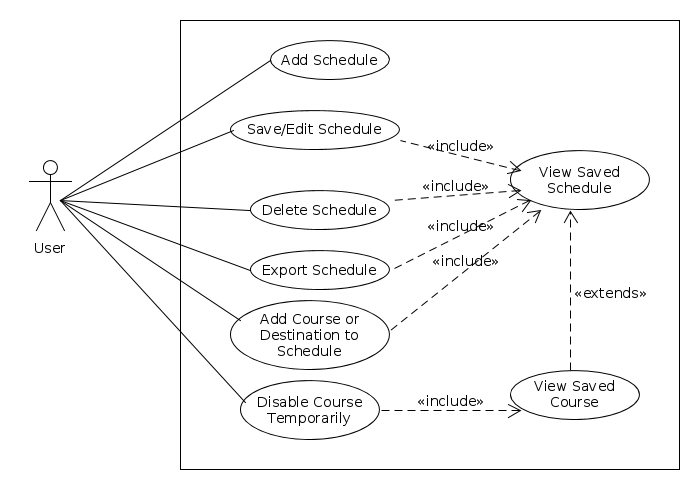 Add Schedule
Save/Edit Schedule
«include»
View Saved
Schedule
«include»
Delete Schedule
«include»
User
Export Schedule
«include»
«extends»
Add Course or
Destination to
Schedule
View Saved
Course
Disable Course
Temporarily
«include»